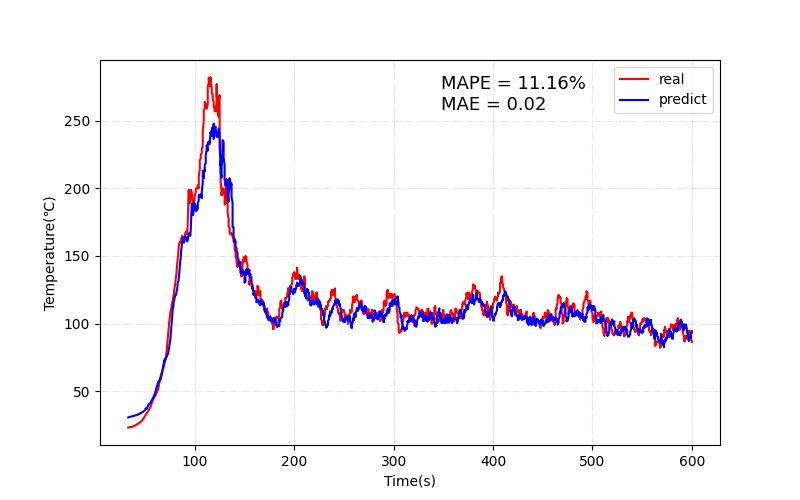 MAPE = 11.16%
MAE = 0.02
real
predict
Temperature(℃)
250
200
150
100
50
100
200
300
400
500
600
Time(s)